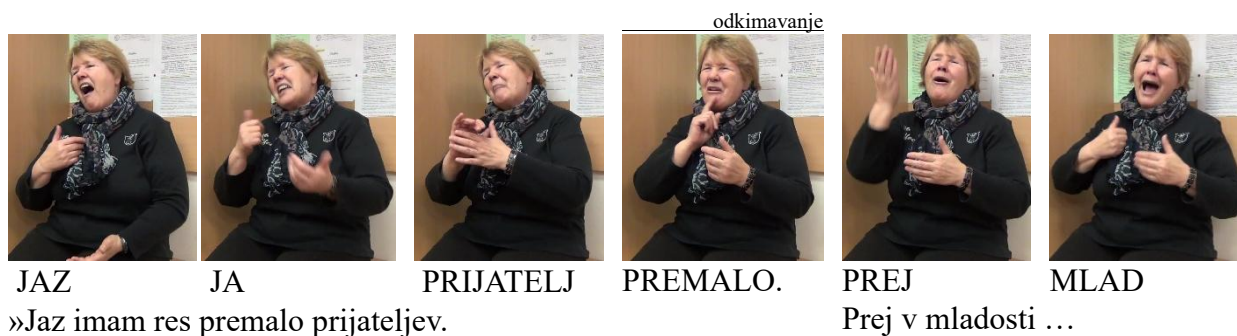 odkimavanje
JAZ JA PRIJATELJ PREMALO. PREJ MLAD
»Jaz imam res premalo prijateljev. Prej v mladosti …